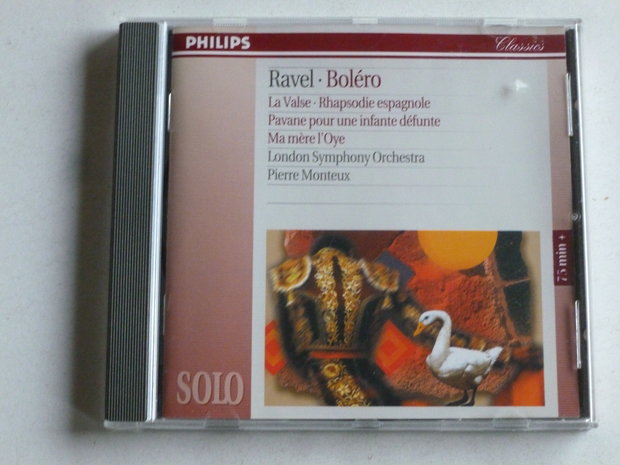 PHILIPS
Classics
Ravel · Boléro
La Valse · Rhapsodie espagnole
Pavane pour une infante défunte
Ma mère l'Oye
London Symphony Orchestra
Pierre Monteux
75 min +
SOLO